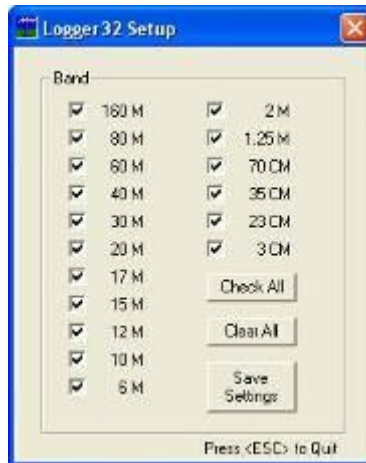 Logger32 Setup
Band
160 M
80 M
60 M
40 M
30 M
20 M
17 M
15 M
12 M
10 M
6 M
2 M
1.25 M
70 CM
35 CM
23 CM
3 CM
Check All
Clear All
Save
Settings
Press <ESC> to Quit